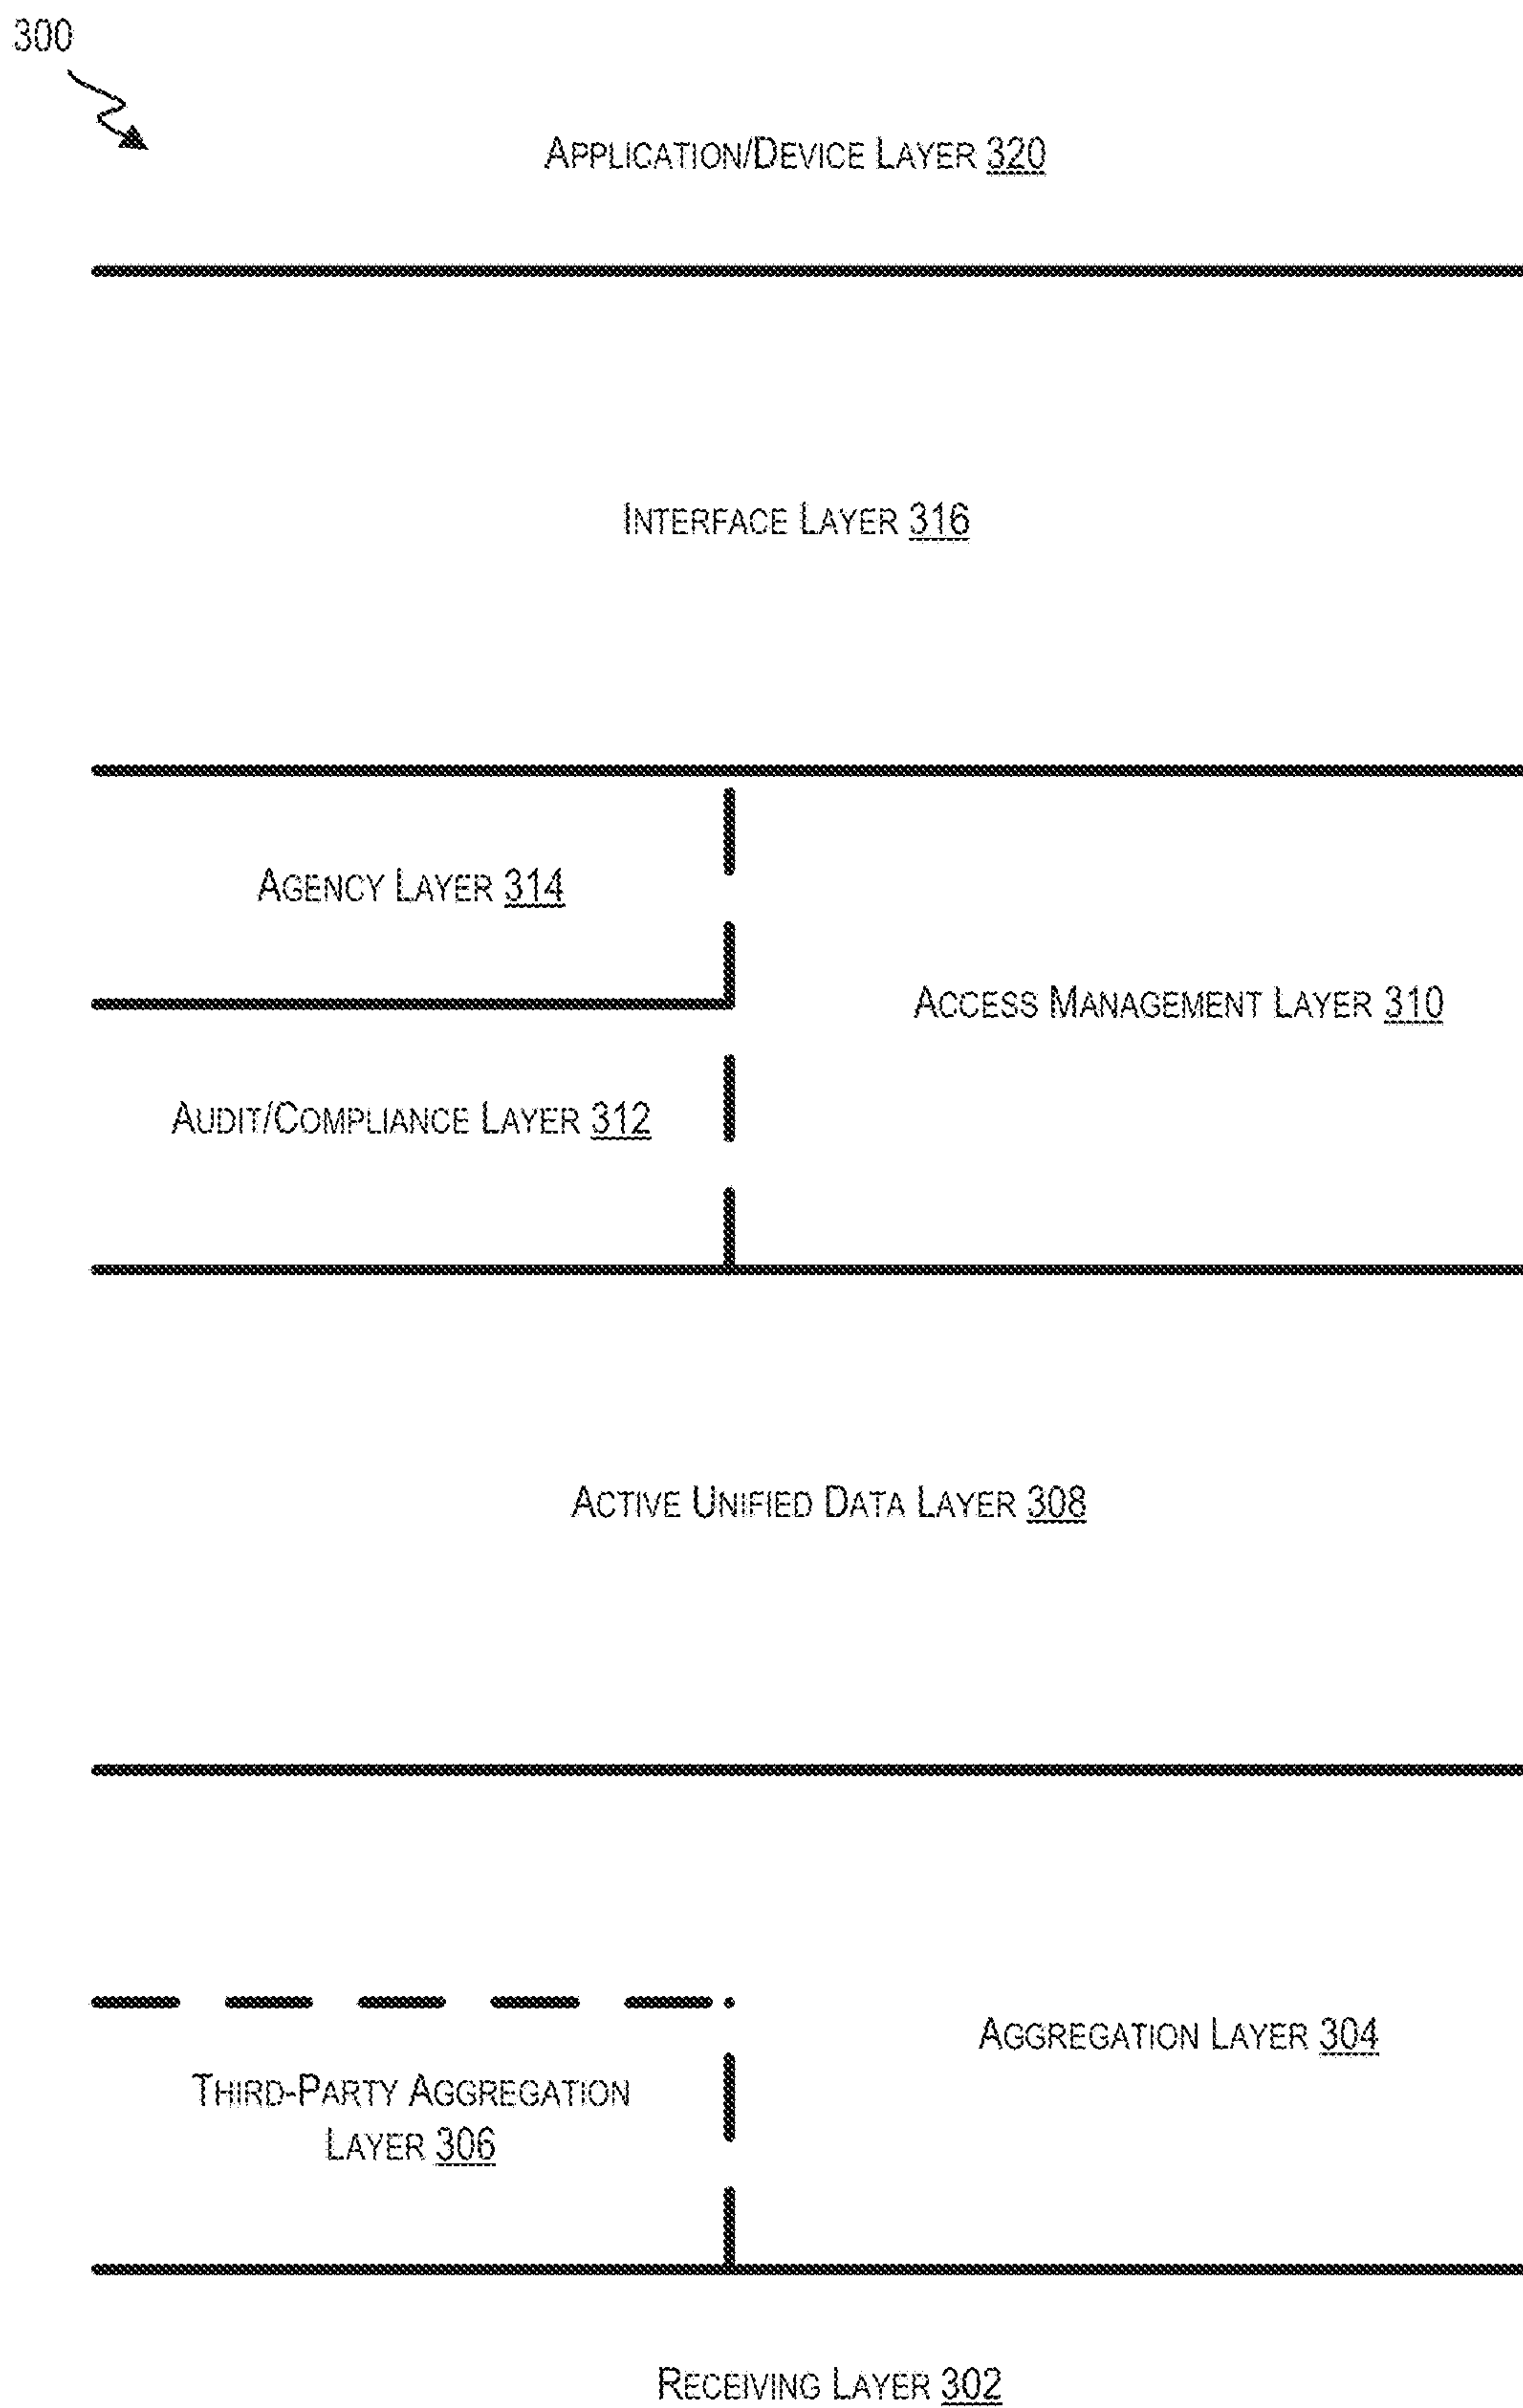 300
APPLICATION/DEVICE LAYER 320
INTERFACE LAYER 316
AGENCY LAYER 314
ACCESS MANAGEMENT LAYER 310
AUDIT/COMPLIANCE LAYER 312
ACTIVE UNIFIED DATA LAYER 308
AGGREGATION LAYER 304
THIRD-PARTY AGGREGATION
LAYER 306
RECEIVING LAYER 302